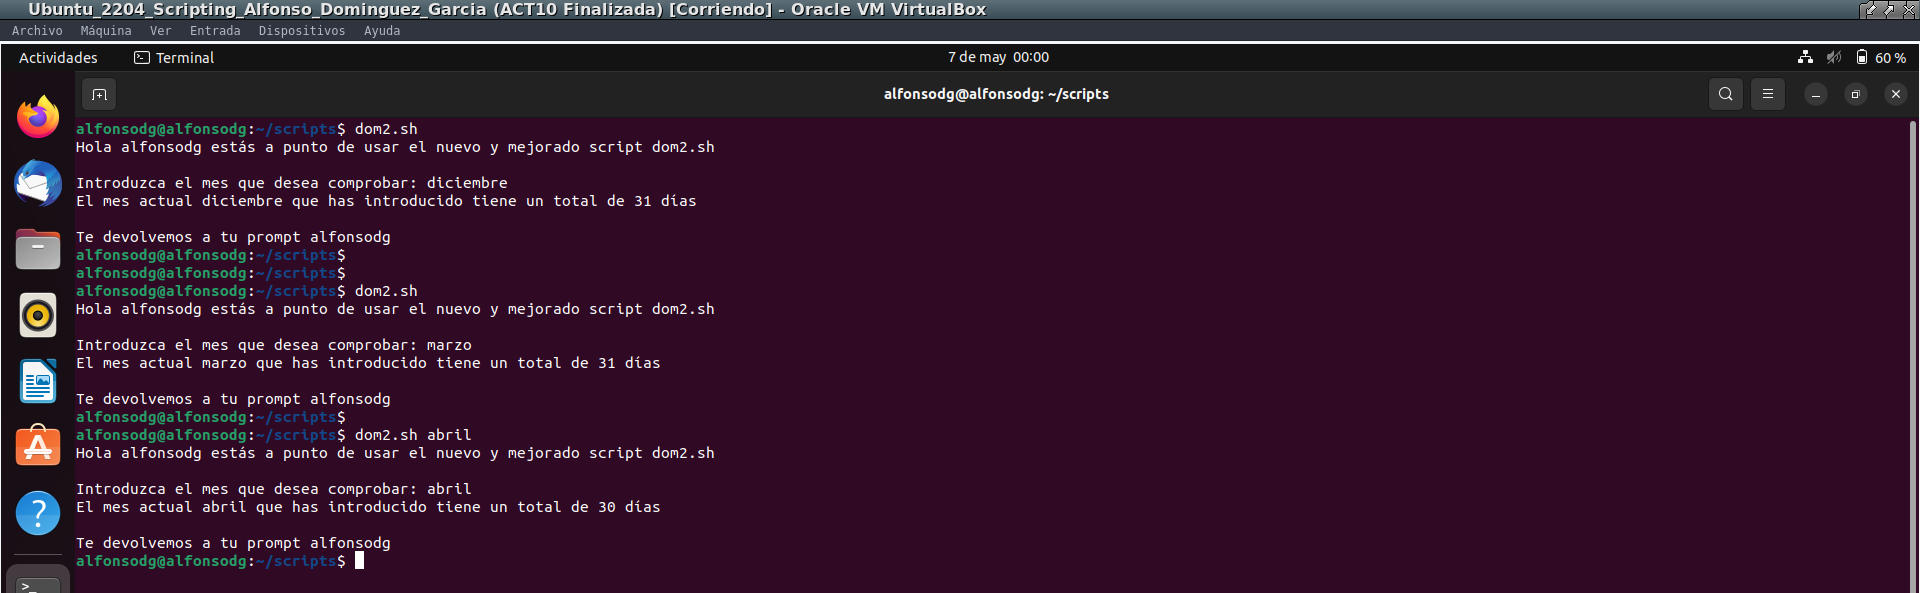 Ubuntu_2204_Scripting_Alfonso_Dominguez_Garcia (ACT10 Finalizada) [Corriendo] - Oracle VM VirtualBox
Archivo Máquina Ver Entrada Dispositivos Ayuda
Actividades Terminal 7 de may 00:00 60 %
alfonsodg@alfonsodg: ~/scripts
alfonsodg@alfonsodg:~/scripts$ dom2.sh
Hola alfonsodg estás a punto de usar el nuevo y mejorado script dom2.sh
Introduzca el mes que desea comprobar: diciembre
El mes actual diciembre que has introducido tiene un total de 31 días
Te devolvemos a tu prompt alfonsodg
alfonsodg@alfonsodg:~/scripts$
alfonsodg@alfonsodg:~/scripts$
alfonsodg@alfonsodg:~/scripts$ dom2.sh
Hola alfonsodg estás a punto de usar el nuevo y mejorado script dom2.sh
Introduzca el mes que desea comprobar: marzo
El mes actual marzo que has introducido tiene un total de 31 días
Te devolvemos a tu prompt alfonsodg
alfonsodg@alfonsodg:~/scripts$
alfonsodg@alfonsodg:~/scripts$ dom2.sh abril
Hola alfonsodg estás a punto de usar el nuevo y mejorado script dom2.sh
Introduzca el mes que desea comprobar: abril
El mes actual abril que has introducido tiene un total de 30 días
Te devolvemos a tu prompt alfonsodg
alfonsodg@alfonsodg:~/scripts$